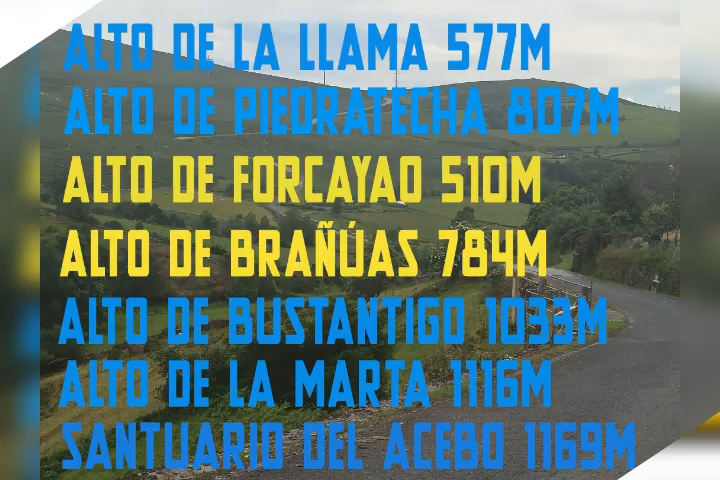 ALTO DE LA LLAMA 577M
ALTO DE PIEDRATECHA 807M
ALTO DE FORCAYAO 510M
ALTO DE BRAÑÚAS 784M
ALTO DE BUSTANTIGO 1033M
ALTO DE LA MARTA 1116M
SANTUARIO DEL ACEBO 1169M